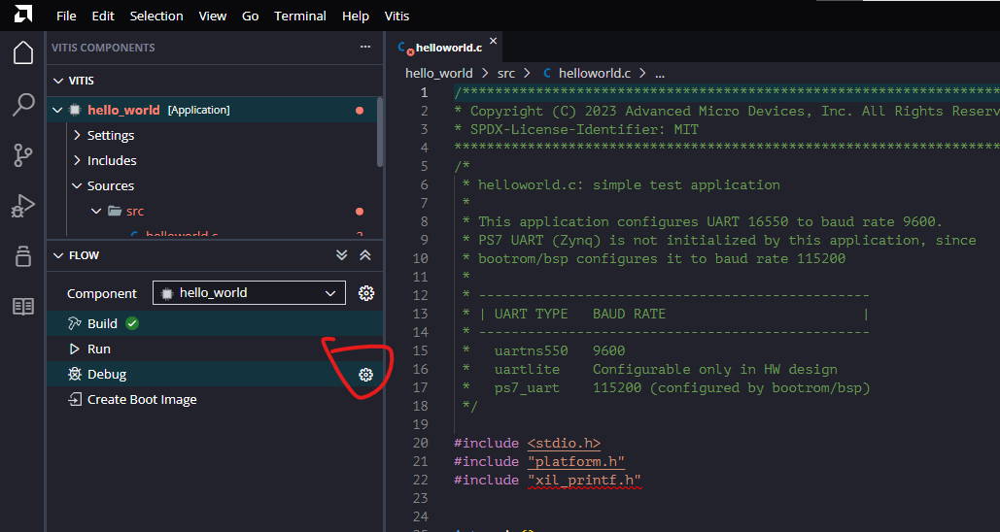 File Edit Selection View Go Terminal Help Vitis
VITIS COMPONENTS ...
VITIS
hello_world [Application]
Settings
Includes
Sources
src
helloworld.c 2
FLOW
Component hello_world
Build
Run
Debug
Create Boot Image
C helloworld.c
hello_world > src > C helloworld.c > ...
1 /******************************************************************
2 * Copyright (C) 2023 Advanced Micro Devices, Inc. All Rights Reser
3 * SPDX-License-Identifier: MIT
4 *******************************************************************
5 /*
6 * helloworld.c: simple test application
7 *
8 * This application configures UART 16550 to baud rate 9600.
9 * PS7 UART (Zynq) is not initialized by this application, since
10 * bootrom/bsp configures it to baud rate 115200
11 *
12 * ------------------------------------------------
13 * | UART TYPE   BAUD RATE                        |
14 * ------------------------------------------------
15 *   uartns550   9600
16 *   uartlite    Configurable only in HW design
17 *   ps7_uart    115200 (configured by bootrom/bsp)
18 */
19
20 #include <stdio.h>
21 #include "platform.h"
22 #include "xil_printf.h"
23
24
25